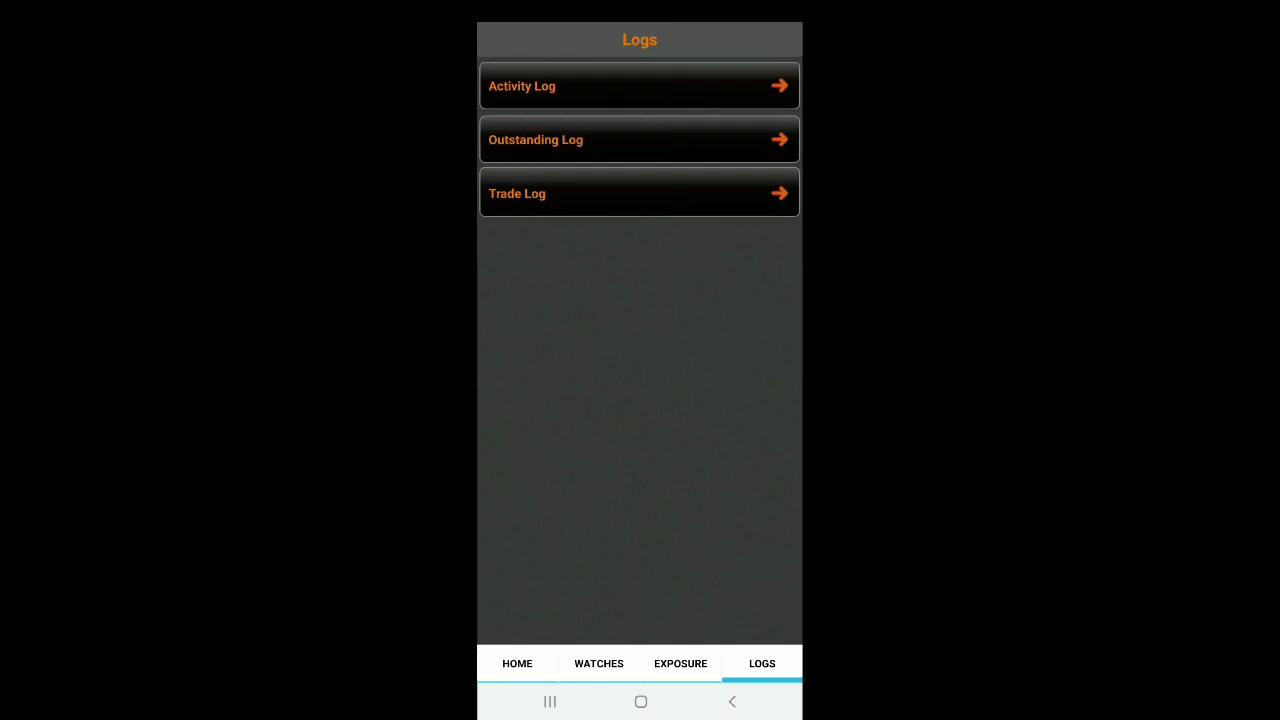 Logs
Activity Log
Outstanding Log
Trade Log
HOME WATCHES EXPOSURE LOGS